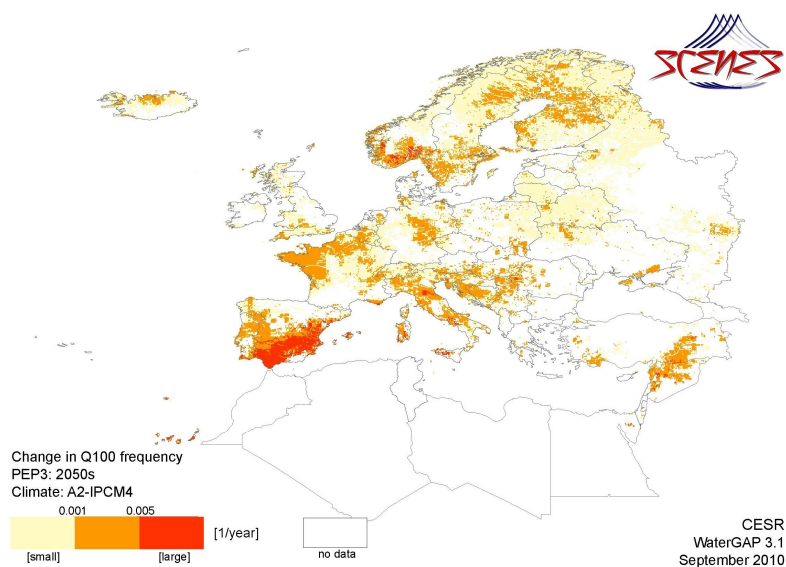 SCENES
Change in Q100 frequency
PEP3: 2050s
Climate: A2-IPCM4
0.001 0.005
[1/year]
[small] [large]
no data
CESR
WaterGAP 3.1
September 2010